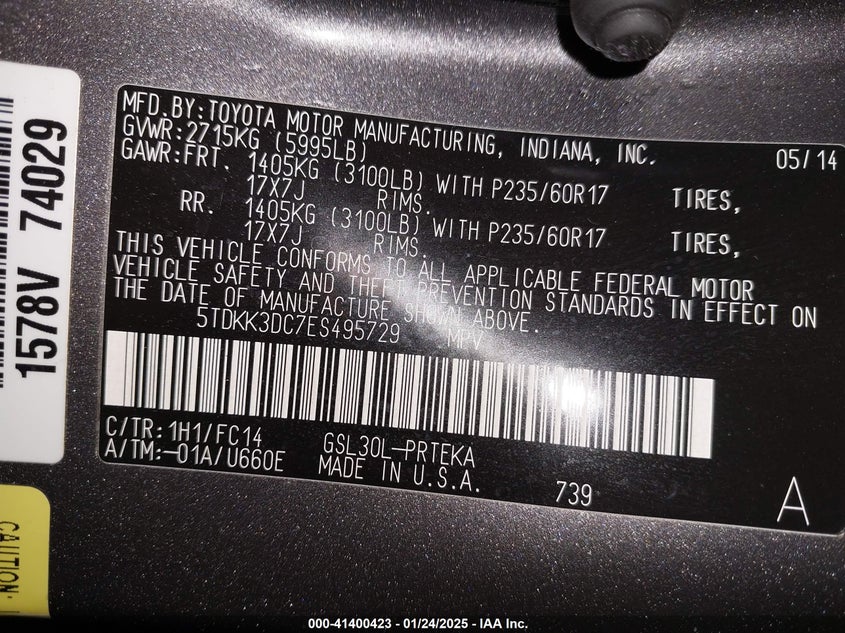 MFD.BY:TOYOTA MOTOR MANUFACTURING, INDIANA, INC. 05/14
GVWR:2715KG (5995LB)
GAWR:FRT. 1405KG (3100LB) WITH P235/60R17 TIRES,
17X7J RIMS.
RR. 1405KG (3100LB) WITH P235/60R17 TIRES,
17X7J RIMS.
THIS VEHICLE CONFORMS TO ALL APPLICABLE FEDERAL MOTOR
VEHICLE SAFETY AND THEFT PREVENTION STANDARDS IN EFFECT ON
THE DATE OF MANUFACTURE SHOWN ABOVE.
5TDKK3DC7ES495729 MPV
C/TR:1H1/FC14 GSL30L-PRTEKA
A/TM:-01A/U660E MADE IN U.S.A. 739 A
1578V 74029
CAUTION
000-41400423 - 01/24/2025 - IAA Inc.